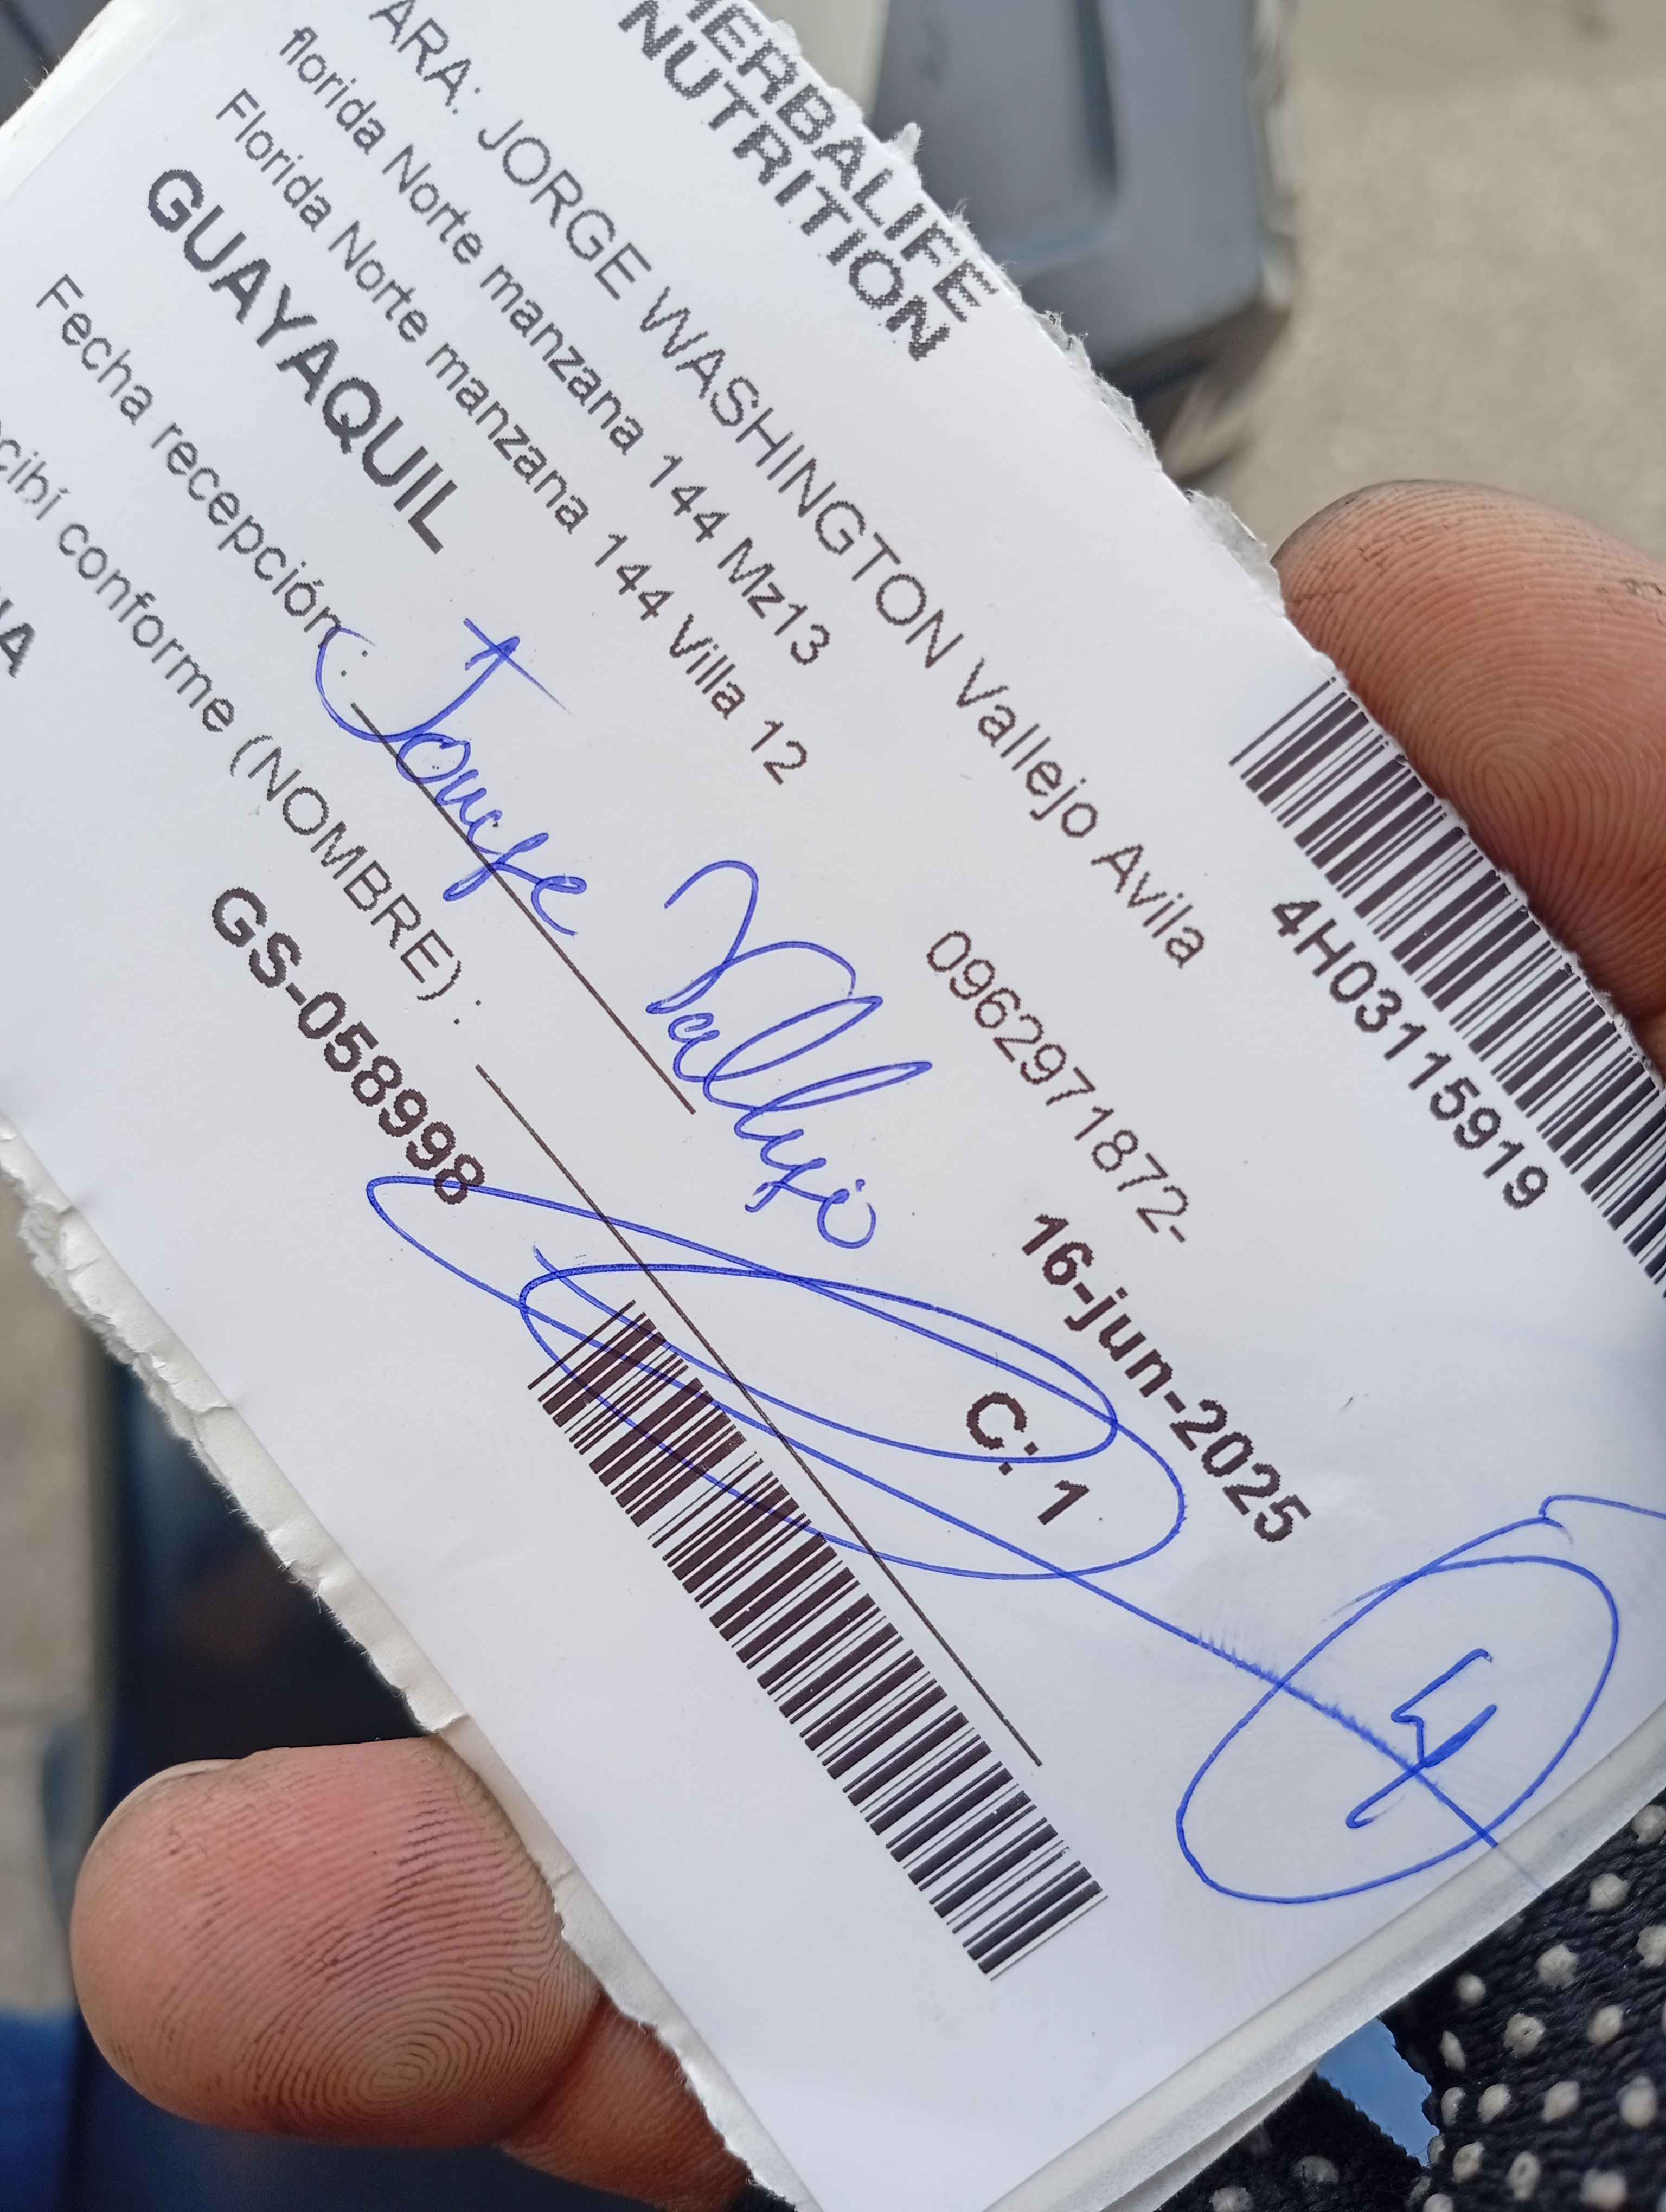 HERBALIFE
NUTRITION
4H03115919
ARA: JORGE WASHINGTON Vallejo Avila
florida Norte manzana 144 Mz13
0962971872-
Florida Norte manzana 144 Villa 12
16-jun-2025
GUAYAQUIL
C: 1
Fecha recepción:
Jorge Vallejo
cibí conforme (NOMBRE) :
GS-058998